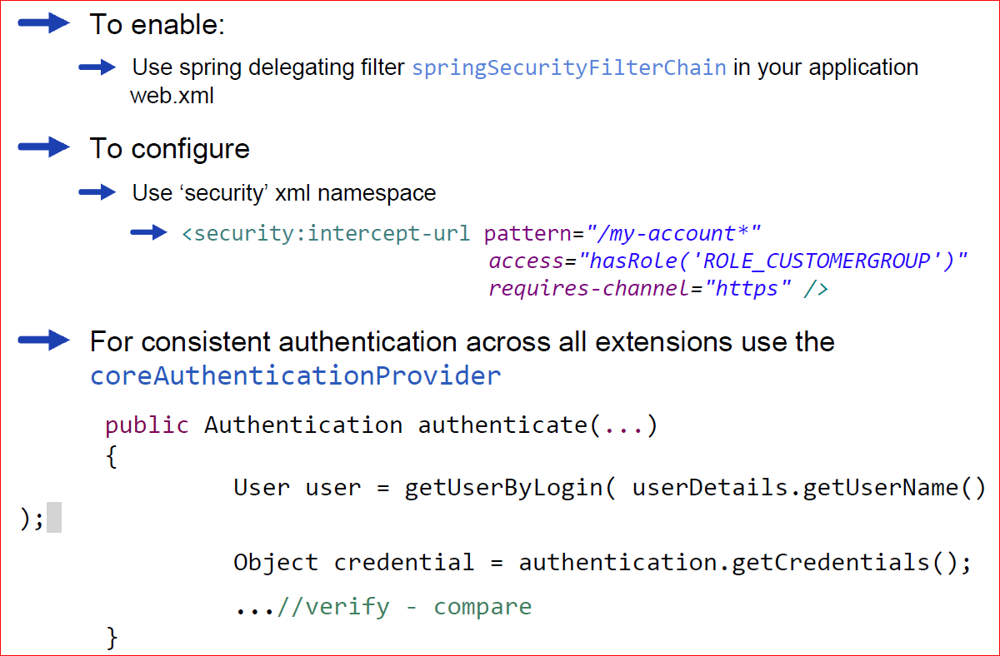 To enable:
Use spring delegating filter springSecurityFilterChain in your application
web.xml
To configure
Use ‘security’ xml namespace
<security:intercept-url pattern="/my-account*"
access="hasRole('ROLE_CUSTOMERGROUP')"
requires-channel="https" />
For consistent authentication across all extensions use the
coreAuthenticationProvider
public Authentication authenticate(...)
{
User user = getUserByLogin( userDetails.getUserName()
);
Object credential = authentication.getCredentials();
...//verify - compare
}